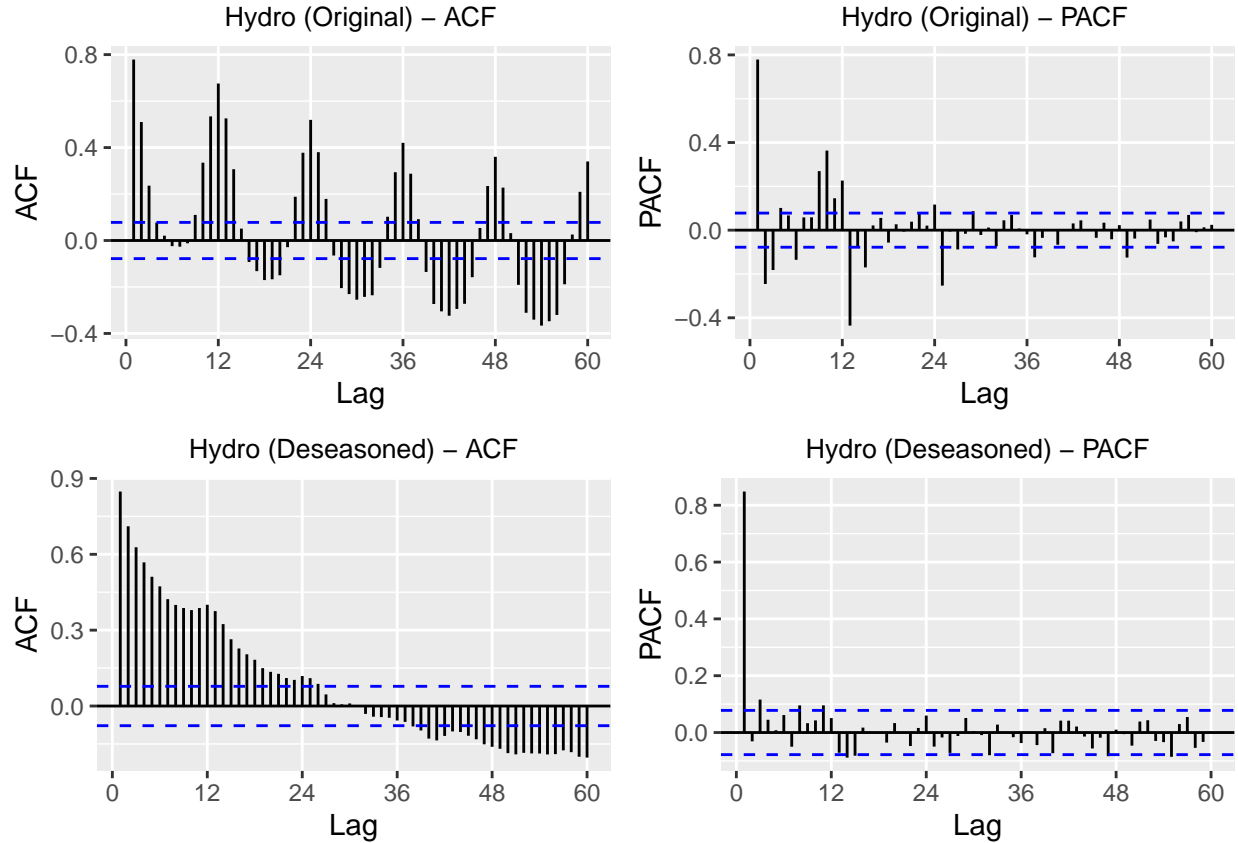 Hydro (Original) – ACF
0.8
0.4
0.0
−0.4
ACF
0 12 24 36 48 60
Lag
Hydro (Original) – PACF
0.8
0.4
0.0
−0.4
PACF
0 12 24 36 48 60
Lag
Hydro (Deseasoned) – ACF
0.9
0.6
0.3
0.0
ACF
0 12 24 36 48 60
Lag
Hydro (Deseasoned) – PACF
0.8
0.6
0.4
0.2
0.0
PACF
0 12 24 36 48 60
Lag